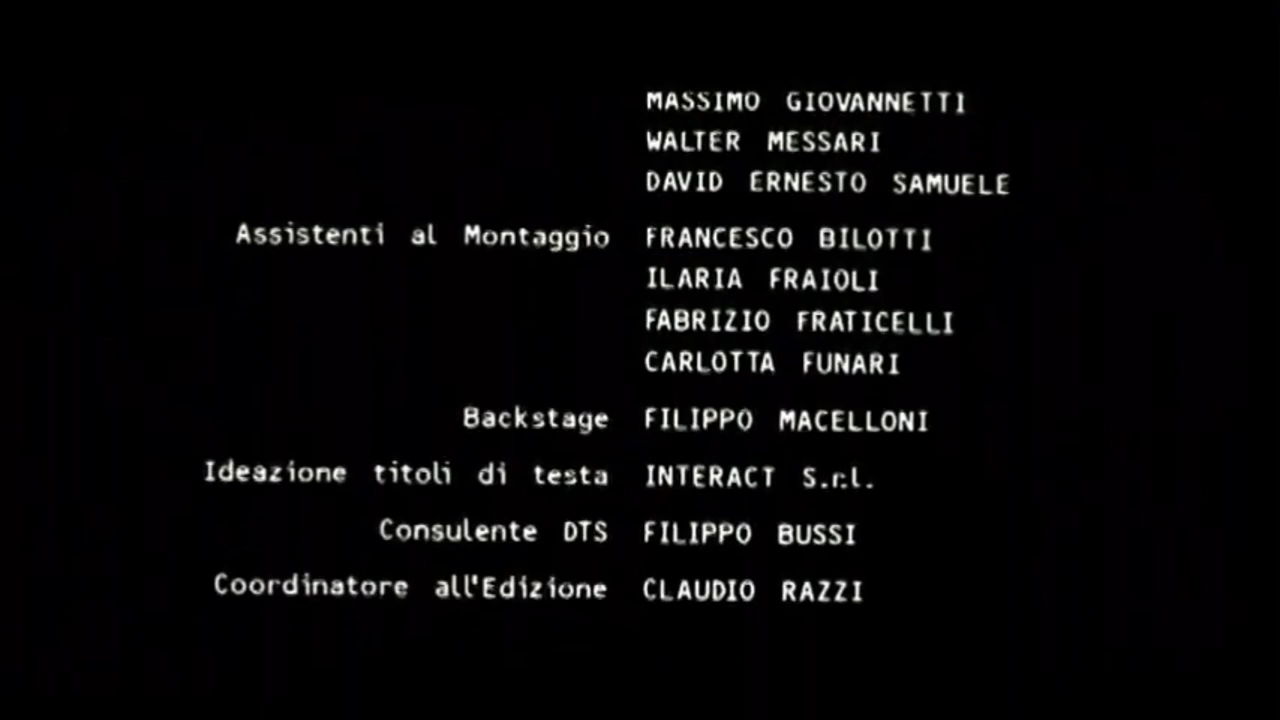 MASSIMO GIOVANNETTI
WALTER MESSARI
DAVID ERNESTO SAMUELE
Assistenti al Montaggio FRANCESCO BILOTTI
ILARIA FRAIOLI
FABRIZIO FRATICELLI
CARLOTTA FUNARI
Backstage FILIPPO MACELLONI
Ideazione titoli di testa INTERACT S.r.l.
Consulente DTS FILIPPO BUSSI
Coordinatore all'Edizione CLAUDIO RAZZI